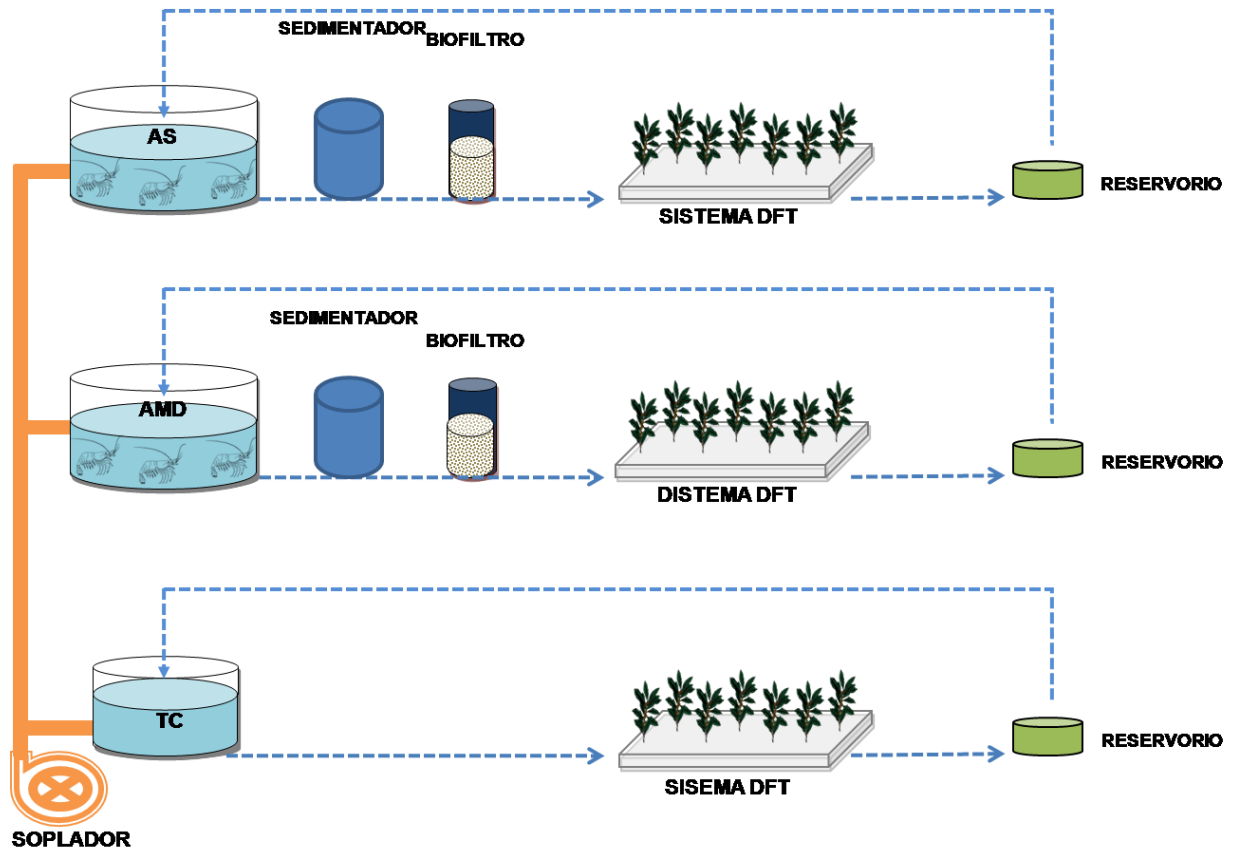 SEDIMENTADOR
BIOFILTRO
AS
RESERVORIO
SISTEMA DFT
SEDIMENTADOR
BIOFILTRO
AMD
RESERVORIO
DISTEMA DFT
TC
RESERVORIO
SISEMA DFT
SOPLADOR